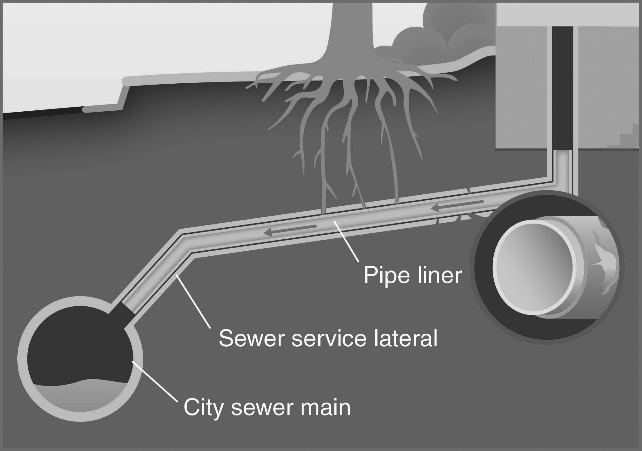 Pipe liner
Sewer service lateral
City sewer main